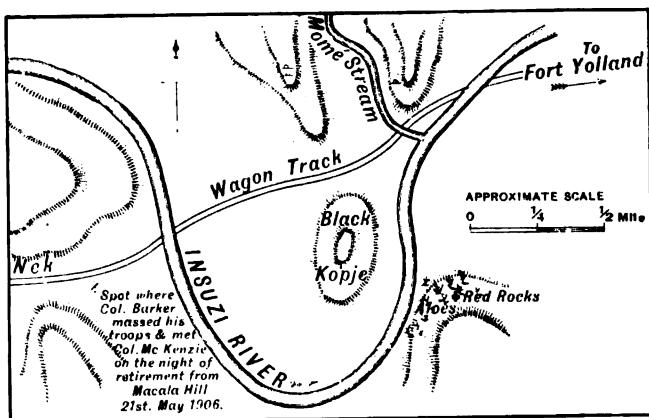 Mome Stream
To
Fort Yolland
Wagon Track
APPROXIMATE SCALE
0 1/4 1/2 Mile
Black
Kopje
Nek
INSUZI RIVER
Red Rocks
Aloes
Spot where
Col. Barker
massed his
troops & met
Col. Mc Kenzie
on the night of
retirement from
Macala Hill
21st. May 1906.